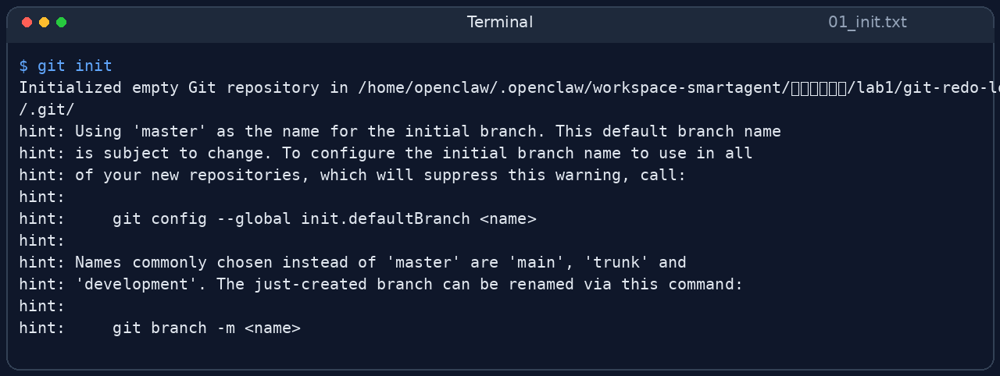 Terminal
01_init.txt
$ git init
Initialized empty Git repository in /home/openclaw/.openclaw/workspace-smartagent/□□□□□□/lab1/git-redo-l
/.git/
hint: Using 'master' as the name for the initial branch. This default branch name
hint: is subject to change. To configure the initial branch name to use in all
hint: of your new repositories, which will suppress this warning, call:
hint:
hint:     git config --global init.defaultBranch <name>
hint:
hint: Names commonly chosen instead of 'master' are 'main', 'trunk' and
hint: 'development'. The just-created branch can be renamed via this command:
hint:
hint:     git branch -m <name>